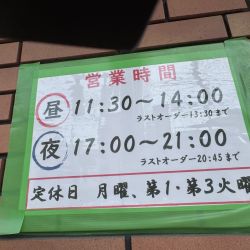 営業時間
昼 11:30〜14:00
ラストオーダー13:30まで
夜 17:00〜21:00
ラストオーダー20:45まで
定休日 月曜、第1・第3火曜